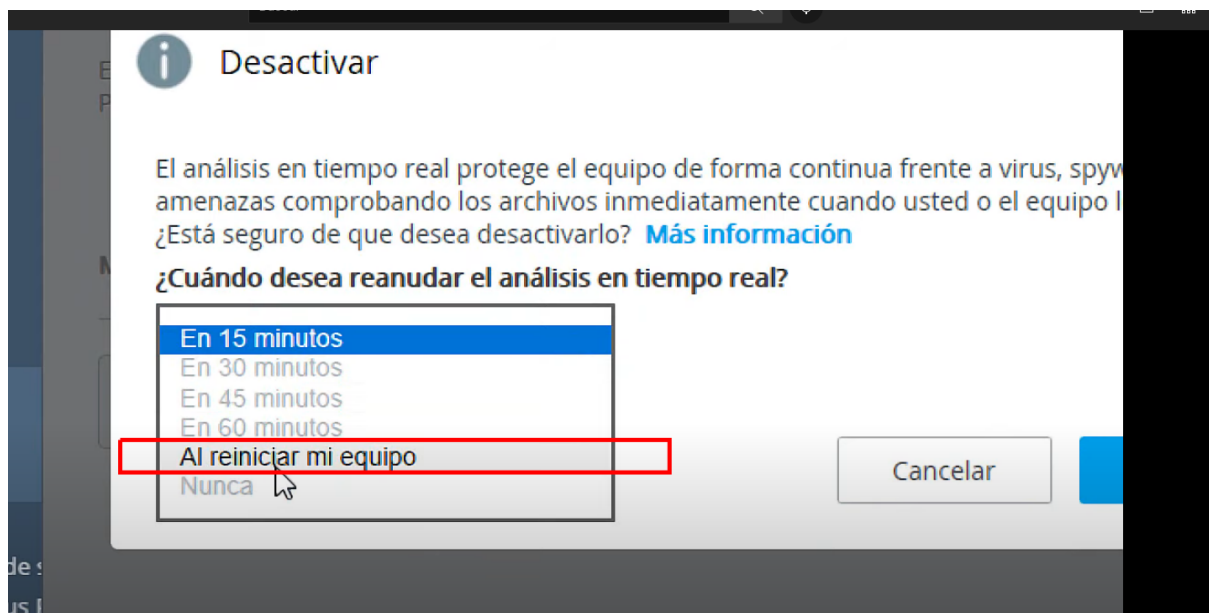 Desactivar
El análisis en tiempo real protege el equipo de forma continua frente a virus,
amenazas comprobando los archivos inmediatamente cuando usted o el equipo
¿Está seguro de que desea desactivarlo? Más información
¿Cuándo desea reanudar el análisis en tiempo real?
En 15 minutos
En 30 minutos
En 45 minutos
En 60 minutos
Al reiniciar mi equipo
Nunca
Cancelar
de